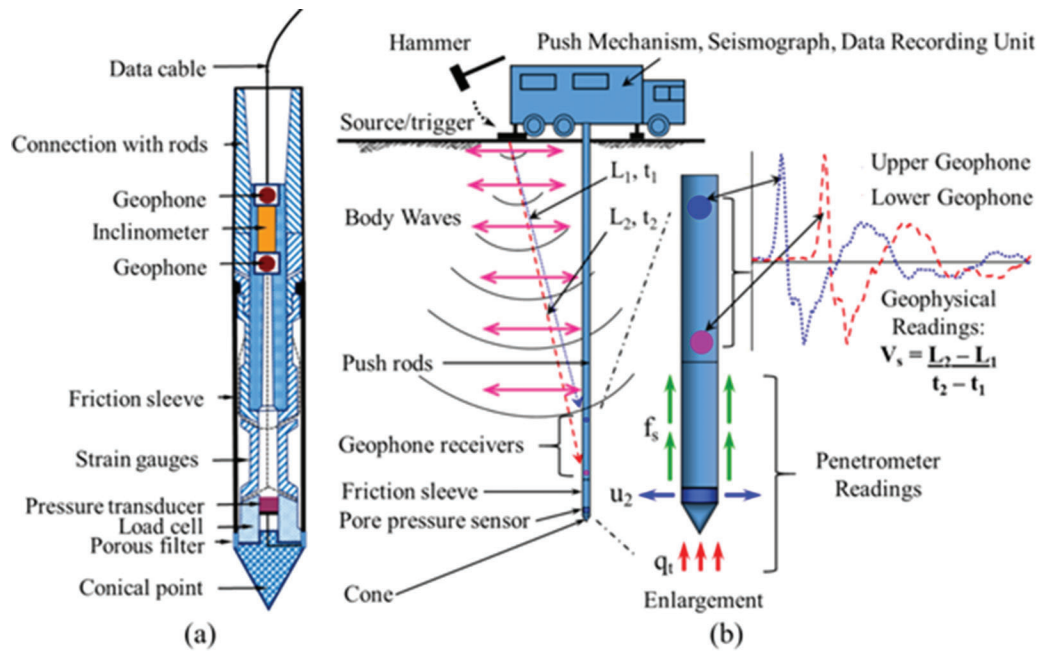 Data cable
Connection with rods
Geophone
Inclinometer
Geophone
Friction sleeve
Strain gauges
Pressure transducer
Load cell
Porous filter
Conical point
(a)
Hammer
Push Mechanism, Seismograph, Data Recording Unit
Source/trigger
L₁, t₁
Body Waves
L₂, t₂
Push rods
Geophone receivers
Friction sleeve
Pore pressure sensor
Cone
Upper Geophone
Lower Geophone
Geophysical
Readings:
Vₛ = L₂ – L₁
t₂ – t₁
fₛ
u₂
Penetrometer
Readings
qₜ
Enlargement
(b)